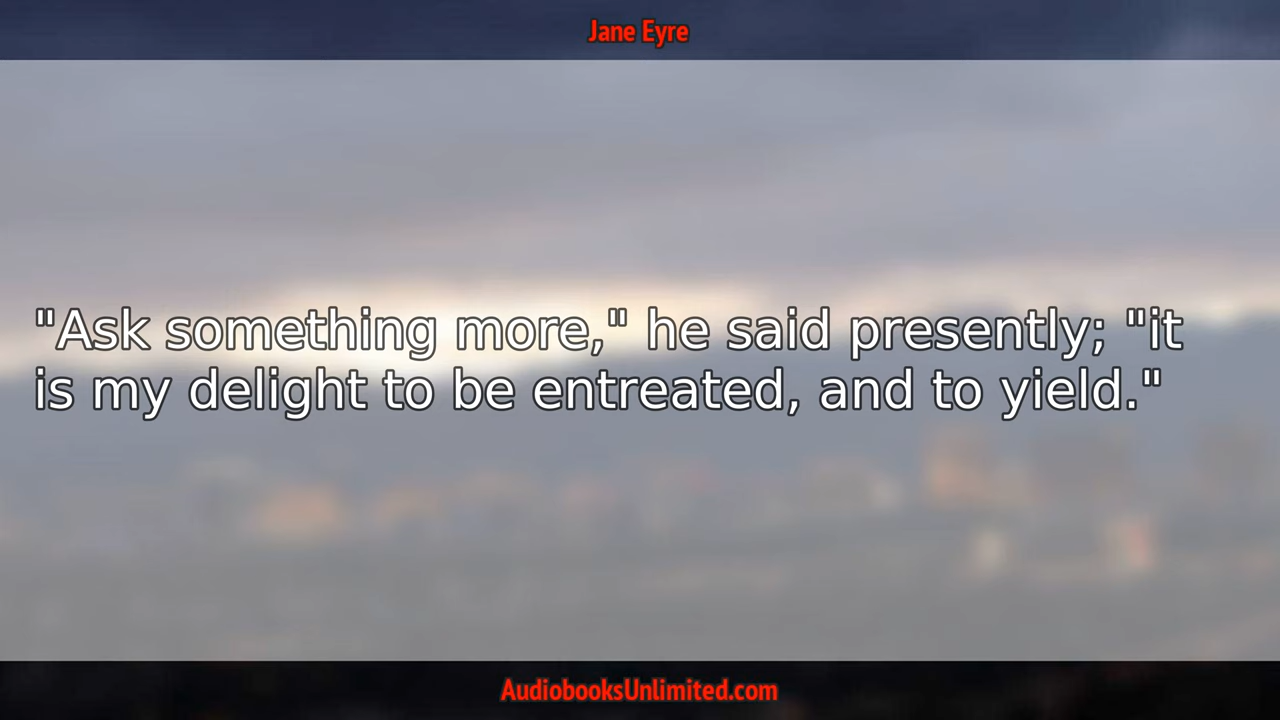 Jane Eyre
"Ask something more," he said presently; "it
is my delight to be entreated, and to yield."
AudiobooksUnlimited.com